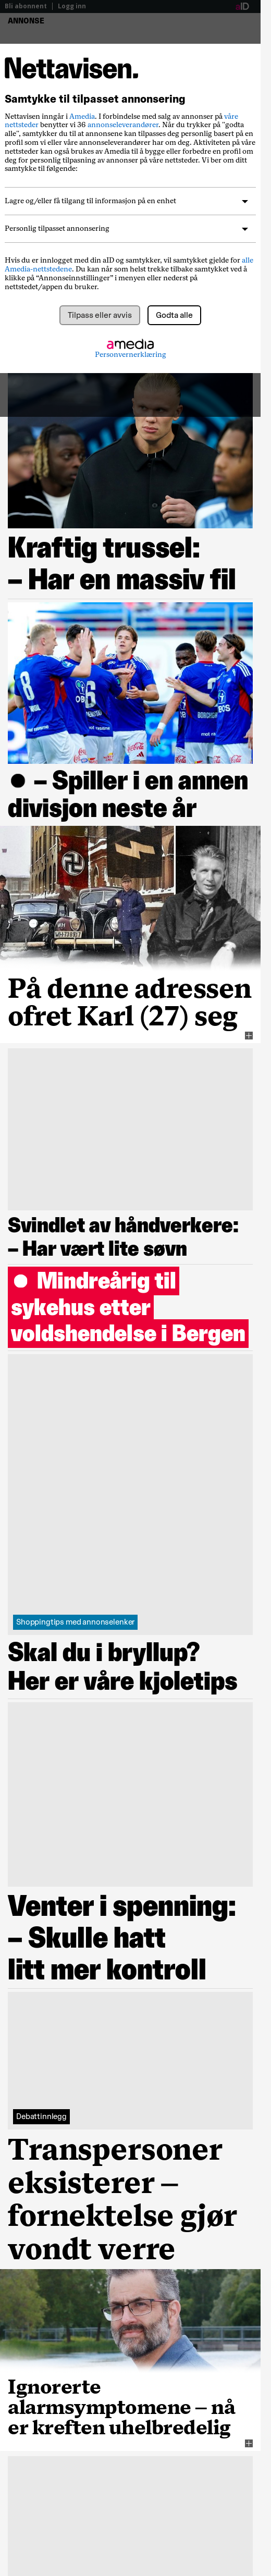 Bli abonnent | Logg inn
aID
ANNONSE
Nettavisen.
Samtykke til tilpasset annonsering
Nettavisen inngår i Amedia. I forbindelse med salg av annonser på våre
nettsteder benytter vi 36 annonseleverandører. Når du trykker på "godta
alle", samtykker du til at annonsene kan tilpasses deg personlig basert på en
profil som vi eller våre annonseleverandører har om deg. Aktiviteten på våre
nettsteder kan også brukes av Amedia til å bygge eller forbedre en profil om
deg for personlig tilpasning av annonser på våre nettsteder. Vi ber om ditt
samtykke til følgende:
Lagre og/eller få tilgang til informasjon på en enhet
Personlig tilpasset annonsering
Hvis du er innlogget med din aID og samtykker, vil samtykket gjelde for alle
Amedia-nettstedene. Du kan når som helst trekke tilbake samtykket ved å
klikke på “Annonseinnstillinger” i menyen eller nederst på
nettstedet/appen du bruker.
Tilpass eller avvis
Godta alle
amedia
Personvernerklæring
Kraftig trussel:
– Har en massiv fil
● – Spiller i en annen
divisjon neste år
På denne adressen
ofret Karl (27) seg
Svindlet av håndverkere:
– Har vært lite søvn
● Mindreårig til
sykehus etter
voldshendelse i Bergen
Shoppingtips med annonselenker
Skal du i bryllup?
Her er våre kjoletips
Venter i spenning:
– Skulle hatt
litt mer kontroll
Debattinnlegg
Transpersoner
eksisterer –
fornektelse gjør
vondt verre
Ignorerte
alarmsymptomene – nå
er kreften uhelbredelig